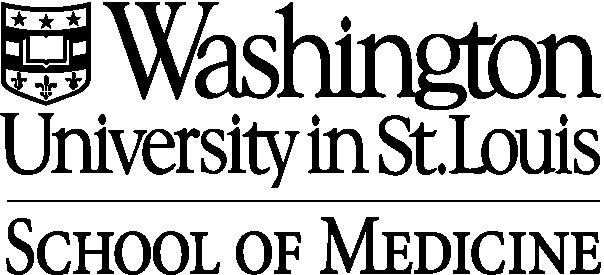 Washington
University in St. Louis
SCHOOL OF MEDICINE